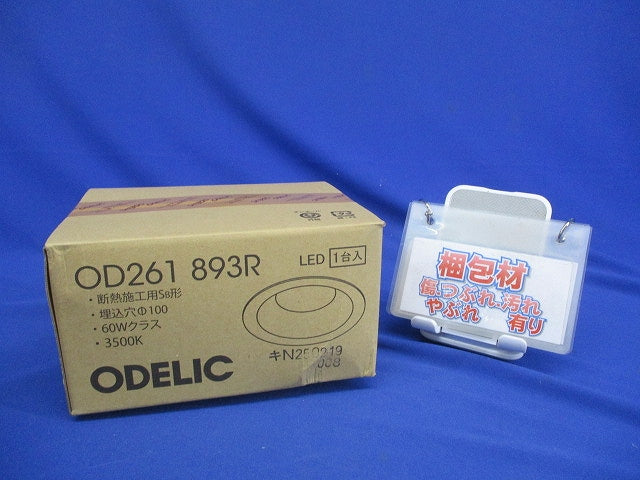 OD261 893R
LED 1台入
・断熱施工用SB形
・埋込穴Φ100
・60Wクラス
・3500K
ODELIC
梱包材
傷、つぶれ、汚れ
やぶれ 有り